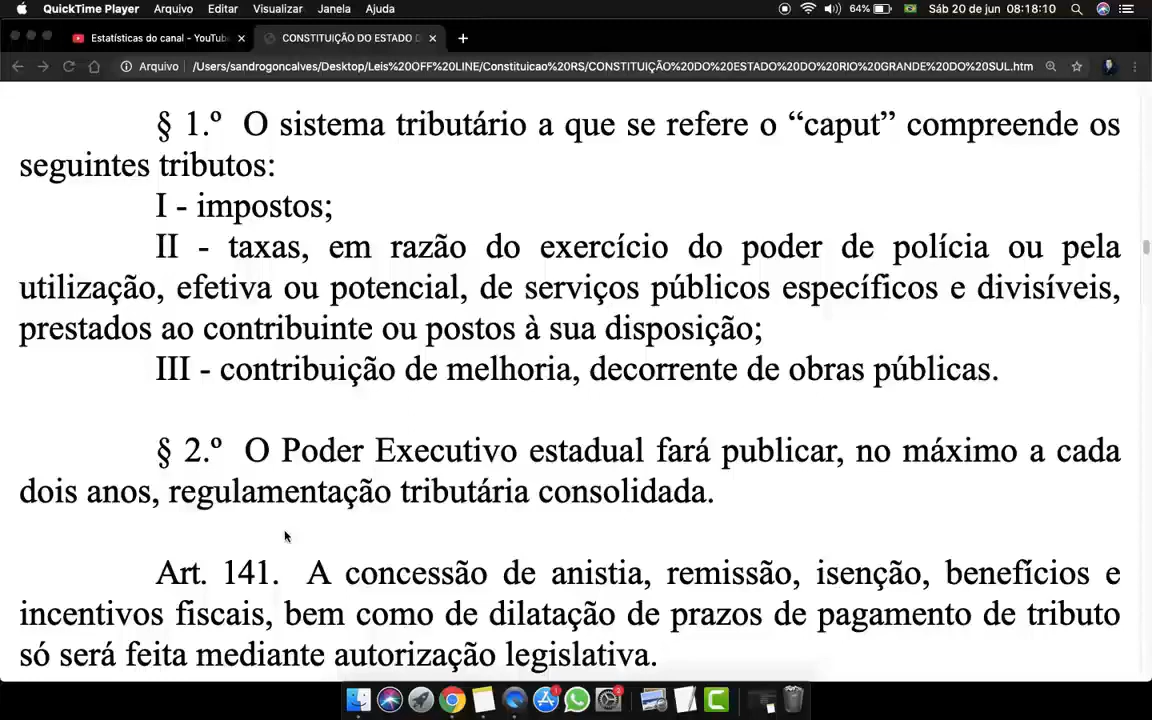 QuickTime Player Arquivo Editar Visualizar Janela Ajuda 64% Sáb 20 de jun 08:18:10
Estatísticas do canal - YouTub CONSTITUIÇÃO DO ESTADO
Arquivo /Users/sandrogoncalves/Desktop/Leis%20OFF%20LINE/Constituicao%20RS/CONSTITUIÇÃO%20DO%20ESTADO%20DO%20RIO%20GRANDE%20DO%20SUL.htm
§ 1.º O sistema tributário a que se refere o “caput” compreende os
seguintes tributos:
I - impostos;
II - taxas, em razão do exercício do poder de polícia ou pela
utilização, efetiva ou potencial, de serviços públicos específicos e divisíveis,
prestados ao contribuinte ou postos à sua disposição;
III - contribuição de melhoria, decorrente de obras públicas.
§ 2.º O Poder Executivo estadual fará publicar, no máximo a cada
dois anos, regulamentação tributária consolidada.
Art. 141. A concessão de anistia, remissão, isenção, benefícios e
incentivos fiscais, bem como de dilatação de prazos de pagamento de tributo
só será feita mediante autorização legislativa.